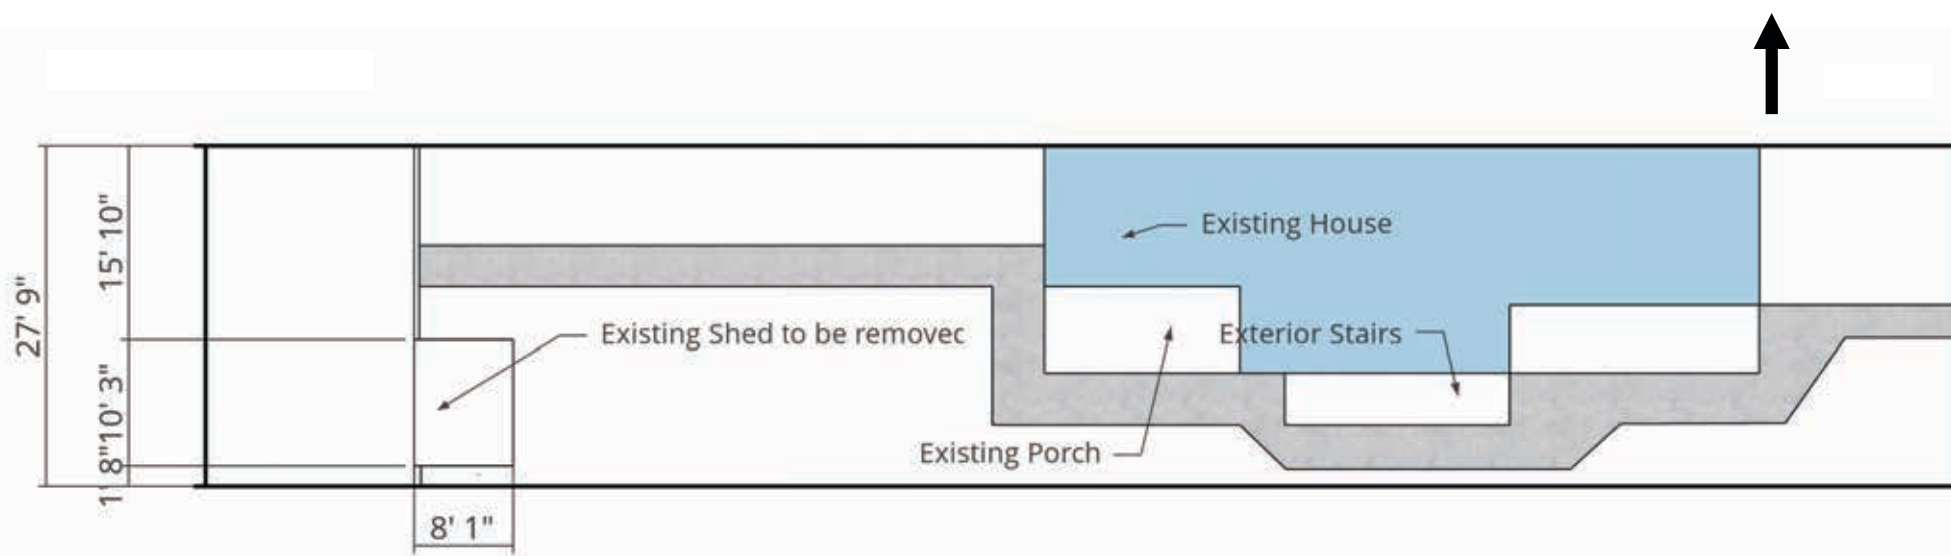 Existing House
15' 10"
27' 9"
Existing Shed to be removec
Exterior Stairs
10' 3"
Existing Porch
1' 8"
8' 1"